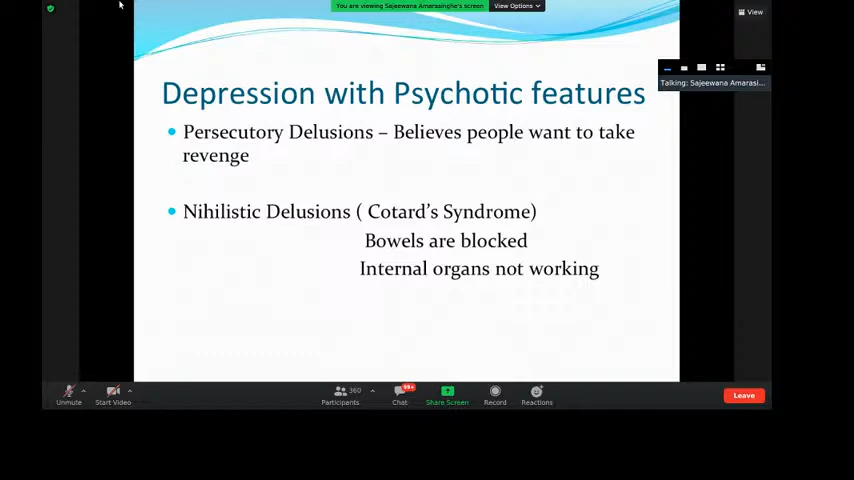 You are viewing Sajeewana Amarasinghe's screen
View Options
View
Talking: Sajeewana Amarasi...
Depression with Psychotic features
• Persecutory Delusions – Believes people want to take
revenge
• Nihilistic Delusions ( Cotard's Syndrome)
Bowels are blocked
Internal organs not working
Unmute
Start Video
360
Participants
99+
Chat
Share Screen
Record
Reactions
Leave